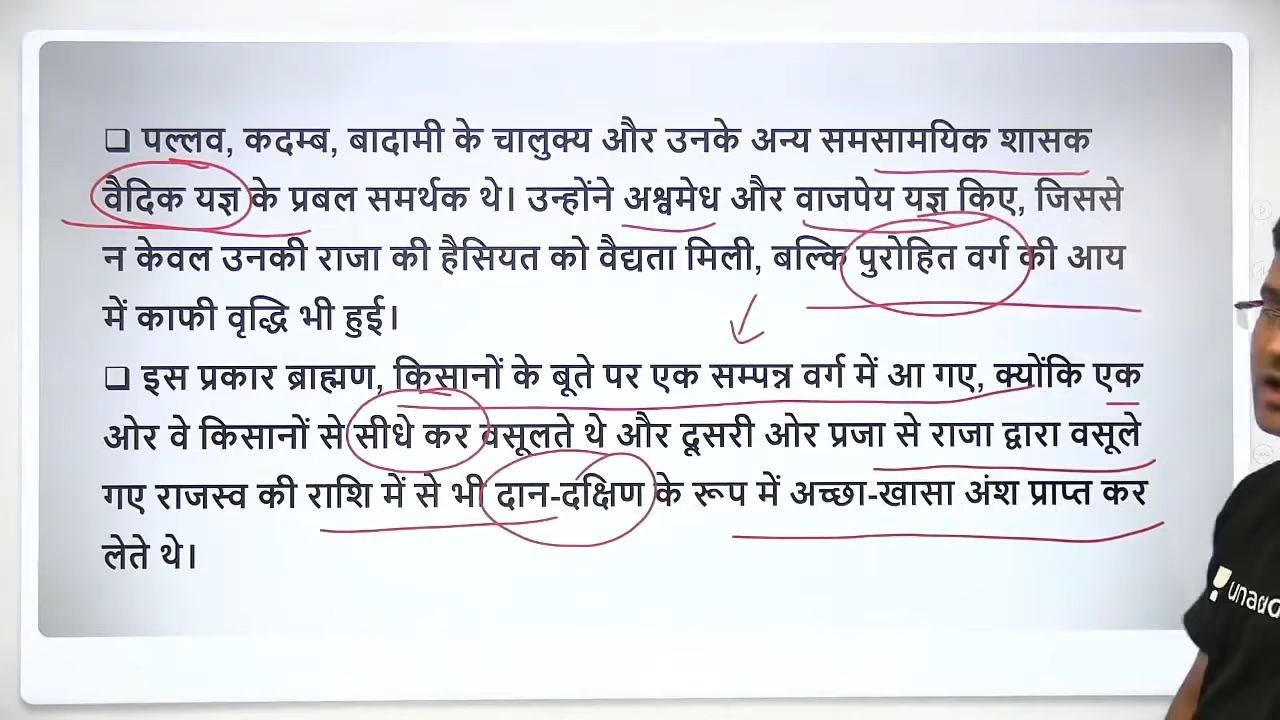 ❑ पल्लव, कदम्ब, बादामी के चालुक्य और उनके अन्य समसामयिक शासक
वैदिक यज्ञ के प्रबल समर्थक थे। उन्होंने अश्वमेध और वाजपेय यज्ञ किए, जिससे
न केवल उनकी राजा की हैसियत को वैद्यता मिली, बल्कि पुरोहित वर्ग की आय
में काफी वृद्धि भी हुई।
❑ इस प्रकार ब्राह्मण, किसानों के बूते पर एक सम्पन्न वर्ग में आ गए, क्योंकि एक
ओर वे किसानों से सीधे कर वसूलते थे और दूसरी ओर प्रजा से राजा द्वारा वसूले
गए राजस्व की राशि में से भी दान-दक्षिण के रूप में अच्छा-खासा अंश प्राप्त कर
लेते थे।